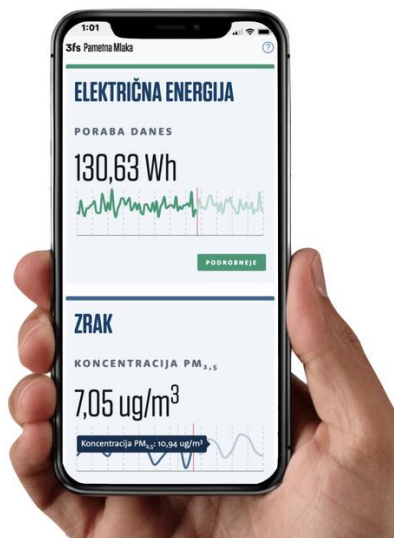 1:01
3fs Pametna Mlaka
?
ELEKTRIČNA ENERGIJA
PORABA DANES
130,63 Wh
PODROBNEJE
ZRAK
KONCENTRACIJA PM₂,₅
7,05 ug/m³
Koncentracija PM₂,₅: 10,94 ug/m³